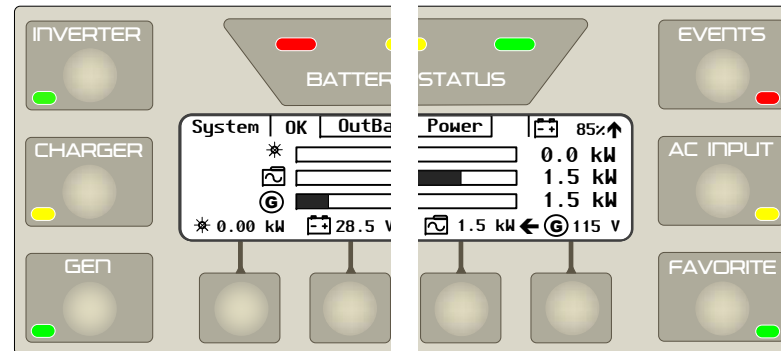 INVERTER
EVENTS
BATTER STATUS
System OK OutBa Power 85%
0.0 kW
CHARGER
AC INPUT
1.5 kW
G 1.5 kW
0.00 kW 28.5 V 1.5 kW G 115 V
GEN
FAVORITE